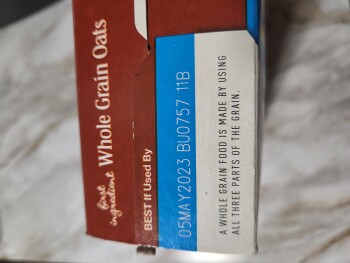 first
ingredient Whole Grain Oats
BEST If Used By
05MAY2023 BU0757 11B
A WHOLE GRAIN FOOD IS MADE BY USING
ALL THREE PARTS OF THE GRAIN.